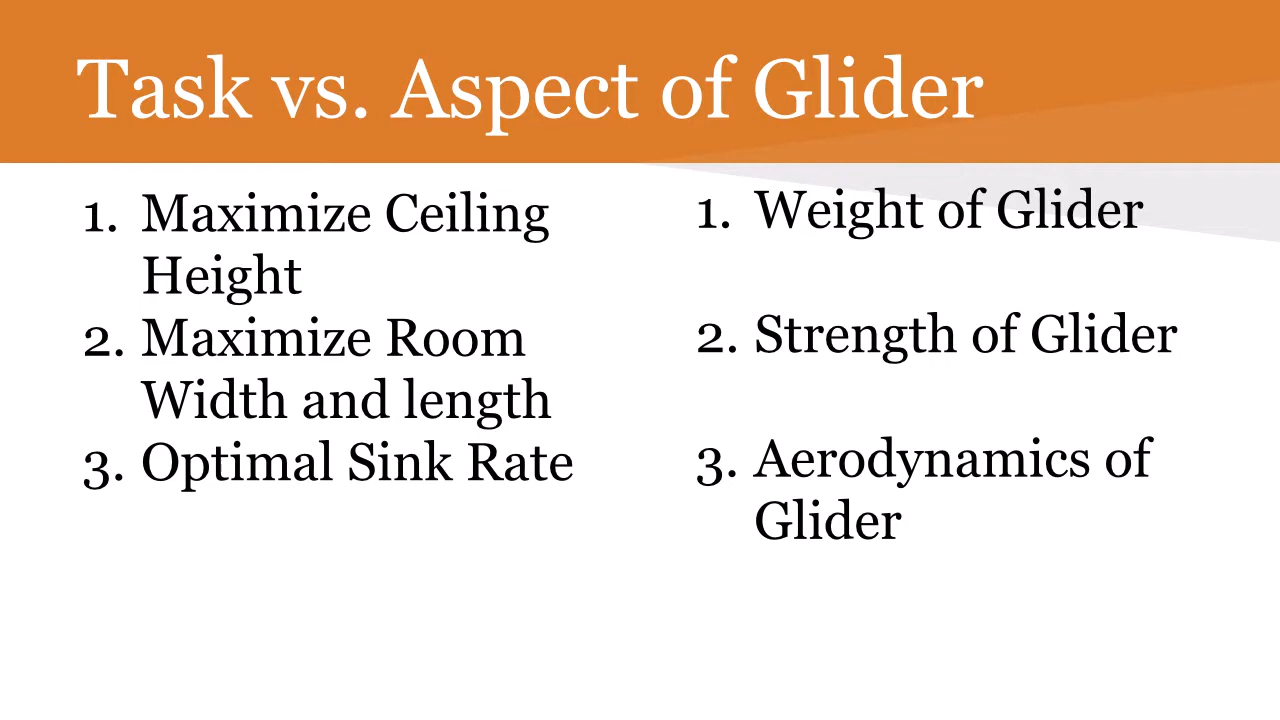 Task vs. Aspect of Glider
1. Maximize Ceiling
Height
2. Maximize Room
Width and length
3. Optimal Sink Rate
1. Weight of Glider
2. Strength of Glider
3. Aerodynamics of
Glider